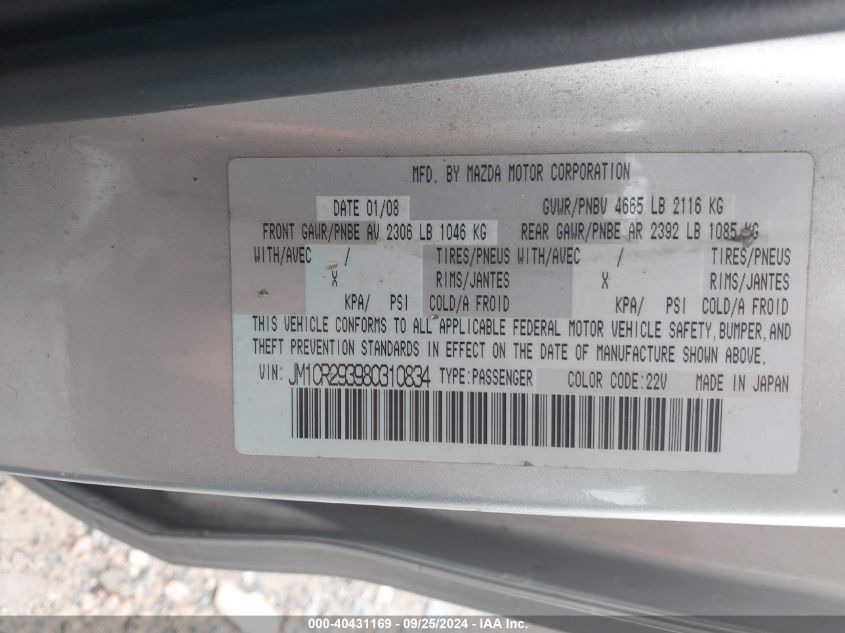 MFD. BY MAZDA MOTOR CORPORATION
DATE 01/08 GVWR/PNBV 4665 LB 2116 KG
FRONT GAWR/PNBE AV 2306 LB 1046 KG REAR GAWR/PNBE AR 2392 LB 1085 KG
WITH/AVEC / TIRES/PNEUS WITH/AVEC / TIRES/PNEUS
X RIMS/JANTES X RIMS/JANTES
KPA/ PSI COLD/A FROID KPA/ PSI COLD/A FROID
THIS VEHICLE CONFORMS TO ALL APPLICABLE FEDERAL MOTOR VEHICLE SAFETY, BUMPER, AND
THEFT PREVENTION STANDARDS IN EFFECT ON THE DATE OF MANUFACTURE SHOWN ABOVE.
VIN: JM1CR293980310834 TYPE:PASSENGER COLOR CODE:22V MADE IN JAPAN
000-40431169 - 09/25/2024 - IAAI.COM